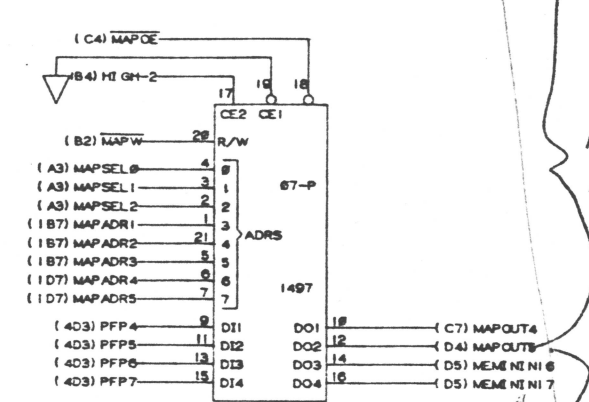 (C4) MAPOE
(B4) HIGH-2
17 19 18
CE2 CE1
(B2) MAPW 20 R/W
(A3) MAPSEL0 4 0
(A3) MAPSEL1 3 1
07-P
(A3) MAPSEL2 2 2
(1B7) MAPADR1 1 3
ADRS
(1B7) MAPADR2 21 4
(1B7) MAPADR3 5 5
(1D7) MAPADR4 6 6
1497
(1D7) MAPADR5 7 7
(4D3) PFP4 9 DI1 DO1 10 (C7) MAPOUT4
(4D3) PFP5 11 DI2 DO2 12 (D4) MAPOUT5
(4D3) PFP6 13 DI3 DO3 14 (D5) MEMININ16
(4D3) PFP7 15 DI4 DO4 16 (D5) MEMININ17